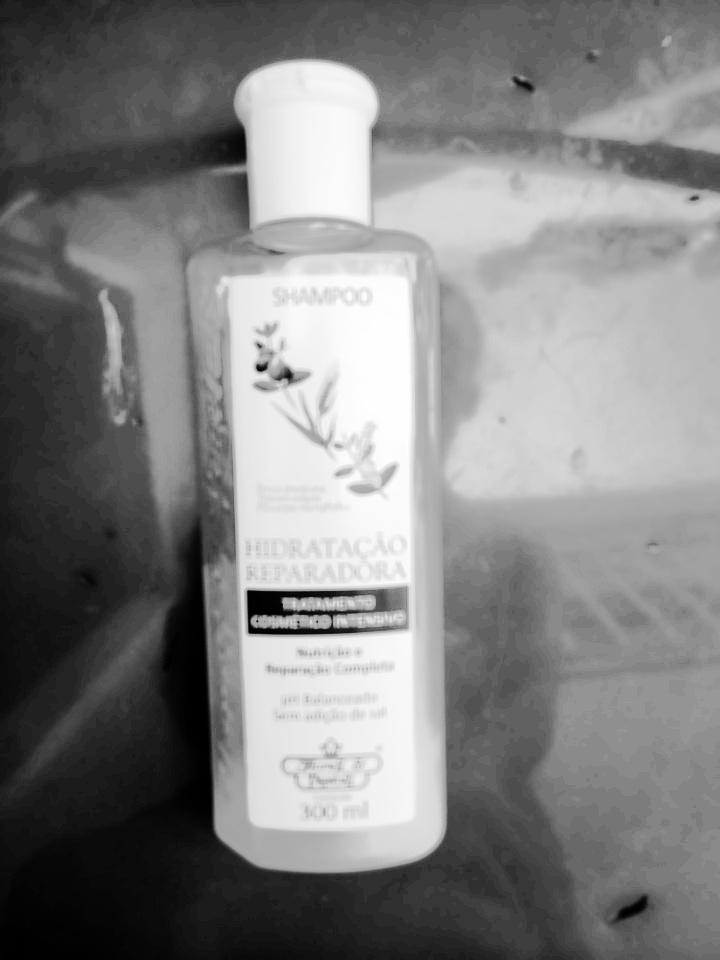 SHAMPOO
HIDRATAÇÃO
REPARADORA
TRATAMENTO
COSMÉTICO INTENSIVO
Nutrição e
Reparação Completa
pH Balanceado
Sem adição de sal
300 ml